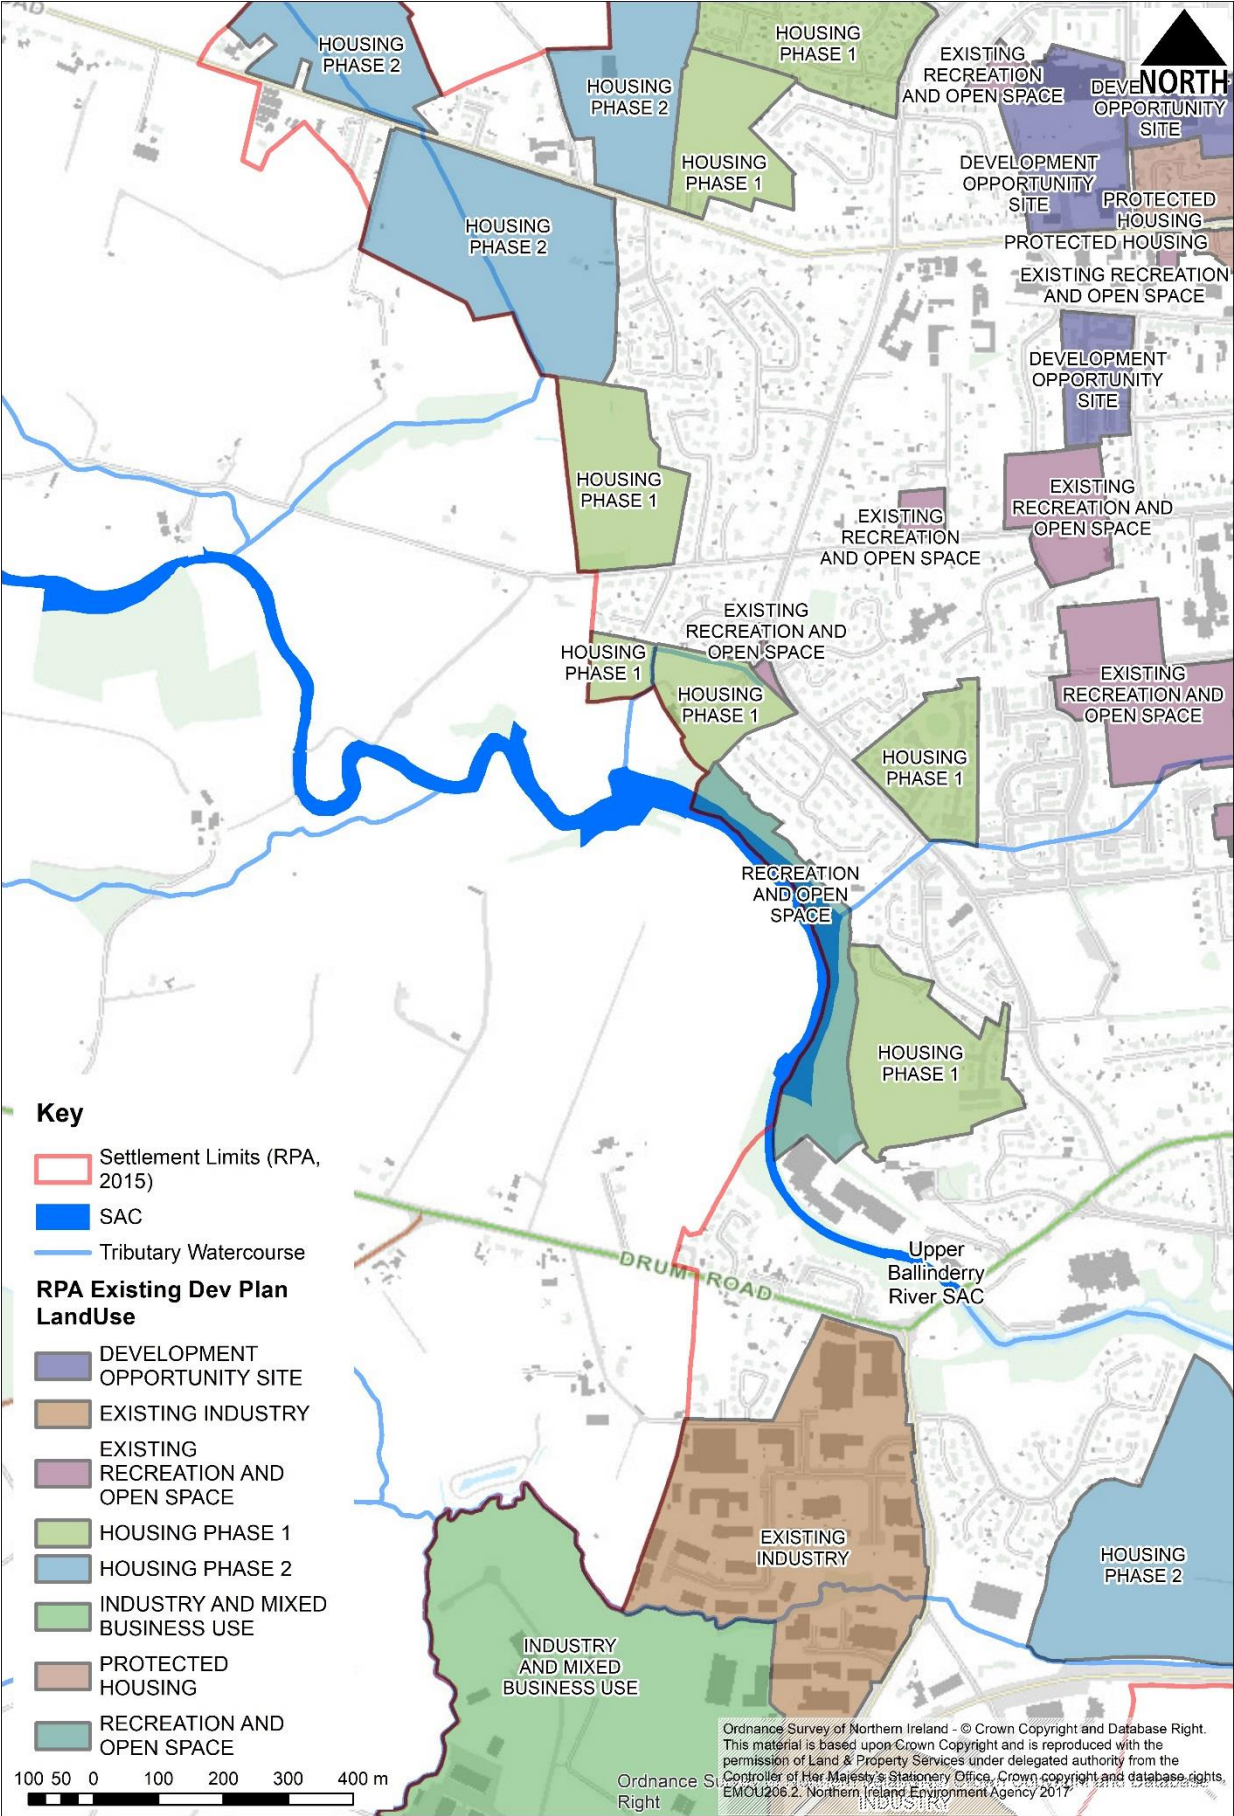 AD
HOUSING
PHASE 2
HOUSING
PHASE 1
HOUSING
PHASE 2
EXISTING
RECREATION
AND OPEN SPACE
NORTH
DEVE
OPPORTUNITY
SITE
HOUSING
PHASE 1
DEVELOPMENT
OPPORTUNITY
SITE
PROTECTED
HOUSING
HOUSING
PHASE 2
PROTECTED HOUSING
EXISTING RECREATION
AND OPEN SPACE
DEVELOPMENT
OPPORTUNITY
SITE
HOUSING
PHASE 1
EXISTING
RECREATION AND
OPEN SPACE
EXISTING
RECREATION
AND OPEN SPACE
EXISTING
RECREATION AND
OPEN SPACE
HOUSING
PHASE 1
HOUSING
PHASE 1
EXISTING
RECREATION AND
OPEN SPACE
HOUSING
PHASE 1
RECREATION
AND OPEN
SPACE
HOUSING
PHASE 1
DRUM ROAD
Upper
Ballinderry
River SAC
EXISTING
INDUSTRY
HOUSING
PHASE 2
INDUSTRY
AND MIXED
BUSINESS USE
Key
Settlement Limits (RPA,
2015)
SAC
Tributary Watercourse
RPA Existing Dev Plan
LandUse
DEVELOPMENT
OPPORTUNITY SITE
EXISTING INDUSTRY
EXISTING
RECREATION AND
OPEN SPACE
HOUSING PHASE 1
HOUSING PHASE 2
INDUSTRY AND MIXED
BUSINESS USE
PROTECTED
HOUSING
RECREATION AND
OPEN SPACE
100 50 0 100 200 300 400 m
Ordnance Survey of Northern Ireland - © Crown Copyright and Database Right.
This material is based upon Crown Copyright and is reproduced with the
permission of Land & Property Services under delegated authority from the
Controller of Her Majesty's Stationery Office, Crown copyright and database rights,
EMOU206.2. Northern Ireland Environment Agency 2017
Ordnance Su
Right
INDUSTRY